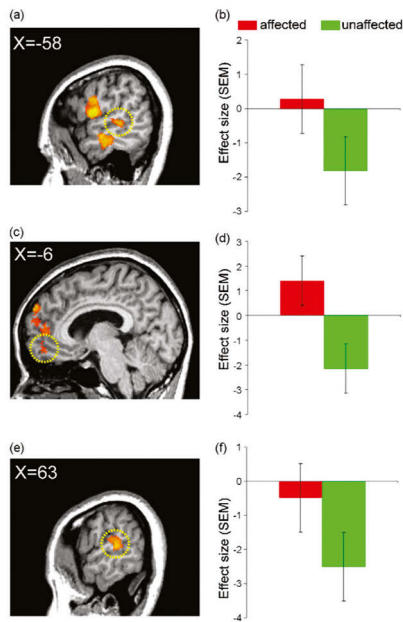 (a)
X=-58
(b)
affected unaffected
Effect size (SEM)
2
1
0
-1
-2
-3
(c)
X=-6
(d)
Effect size (SEM)
4
3
2
1
0
-1
-2
-3
-4
(e)
X=63
(f)
Effect size (SEM)
1
0
-1
-2
-3
-4